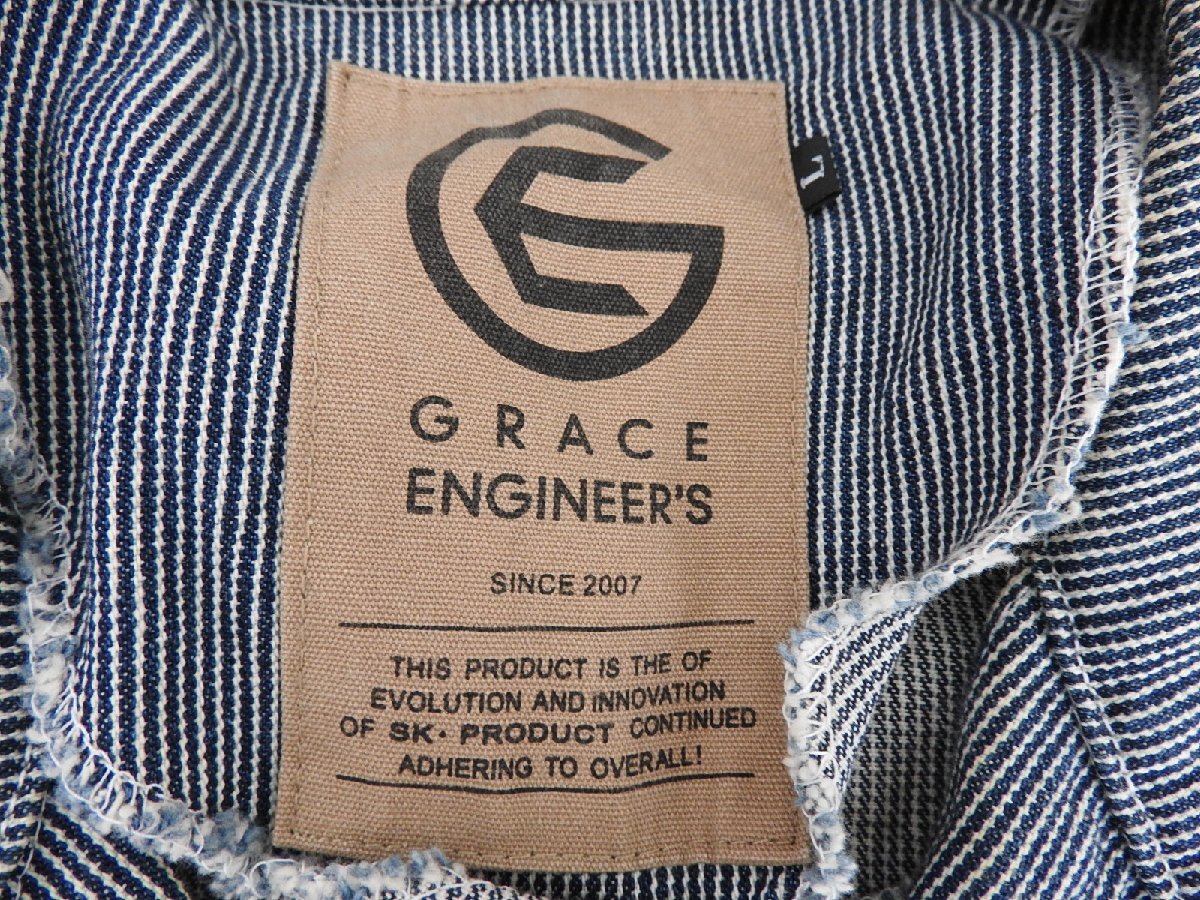 GE
L
GRACE
ENGINEER'S
SINCE 2007
THIS PRODUCT IS THE OF
EVOLUTION AND INNOVATION
OF SK・PRODUCT CONTINUED
ADHERING TO OVERALL!